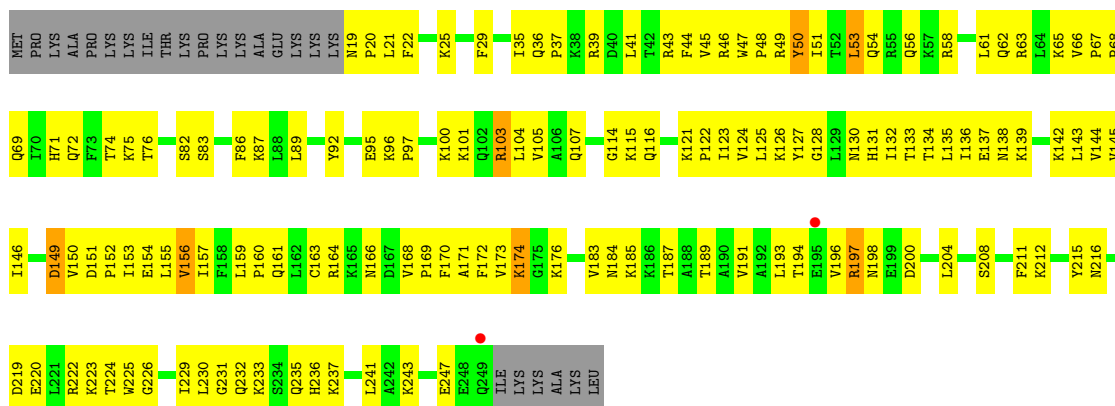 MET PRO LYS ALA PRO LYS LYS ILE THR LYS PRO LYS LYS ALA GLU LYS LYS LYS N19 P20 L21 F22 K25 F29 I35 Q36 P37 K38 R39 D40 L41 T42 R43 F44 V45 R46 W47 P48 R49 Y50 I51 T52 L53 Q54 R55 Q56 K57 R58 L61 Q62 R63 L64 K65 V66 P67 P68
Q69 I70 H71 Q72 F73 T74 K75 T76 S82 S83 F86 K87 L88 L89 Y92 E95 K96 P97 K100 K101 Q102 R103 L104 V105 A106 Q107 G114 K115 Q116 K121 P122 I123 V124 L125 K126 Y127 G128 L129 N130 H131 I132 T133 T134 L135 I136 E137 N138 K139 K142 L143 V144 V145
I146 D149 V150 D151 P152 I153 E154 L155 V156 I157 F158 L159 P160 Q161 L162 C163 R164 K165 N166 D167 V168 P169 F170 A171 F172 V173 K174 G175 K176 V183 N184 K185 K186 T187 A188 T189 A190 V191 A192 L193 T194 E195 V196 R197 N198 E199 D200 L204 S208 F211 K212 Y215 N216
D219 E220 L221 R222 K223 T224 W225 G226 I229 L230 G231 Q232 K233 S234 Q235 H236 K237 L241 A242 K243 E247 E248 Q249 ILE LYS LYS ALA LYS LEU